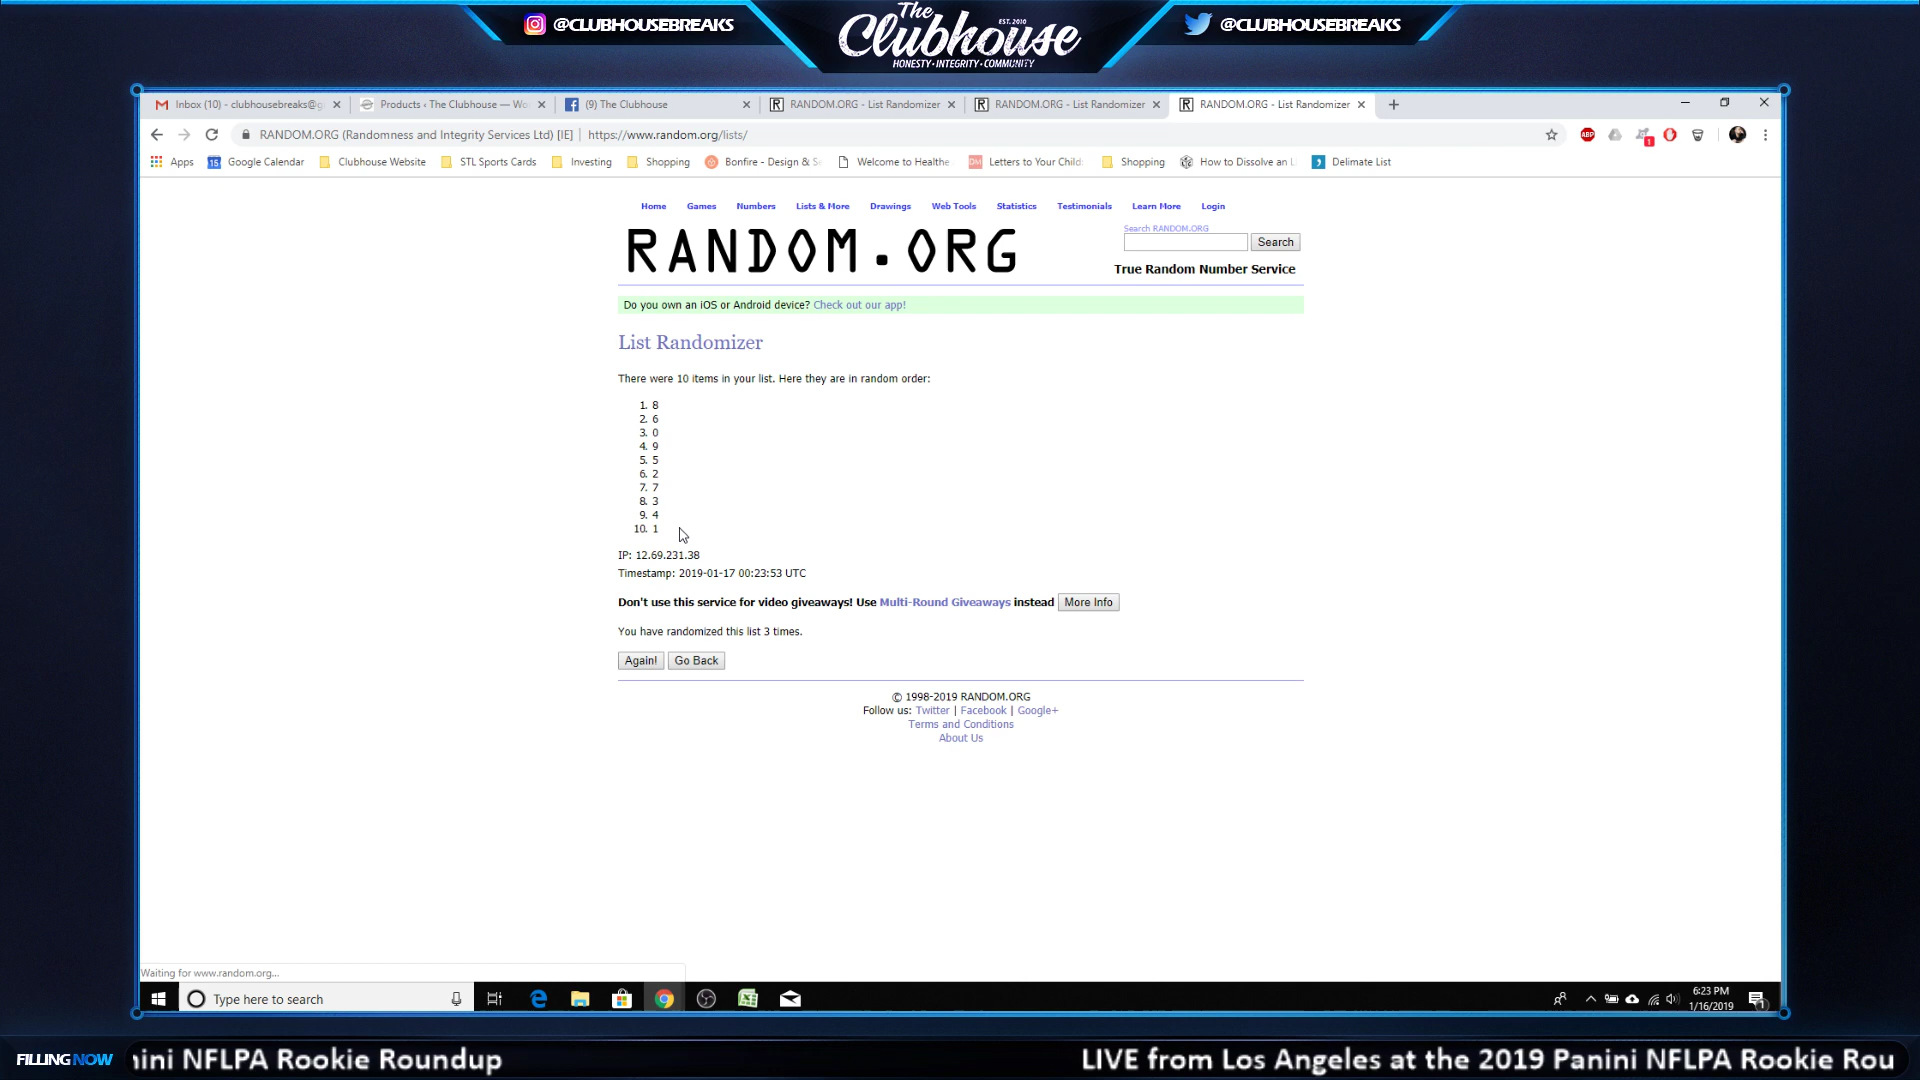 @CLUBHOUSEBREAKS
The
Clubhouse
EST. 2010
HONESTY•INTEGRITY•COMMUNITY
@CLUBHOUSEBREAKS
Inbox (10) - clubhousebreaks@g
Products ‹ The Clubhouse — Wo
(9) The Clubhouse
RANDOM.ORG - List Randomizer
RANDOM.ORG - List Randomizer
RANDOM.ORG - List Randomizer
RANDOM.ORG (Randomness and Integrity Services Ltd) [IE] | https://www.random.org/lists/
ABP
1
Apps
15
Google Calendar
Clubhouse Website
STL Sports Cards
Investing
Shopping
Bonfire - Design & S
Welcome to Healthe
DM
Letters to Your Child
Shopping
How to Dissolve an L
Delimate List
Home Games Numbers Lists & More Drawings Web Tools Statistics Testimonials Learn More Login
RANDOM.ORG
Search RANDOM.ORG
Search
True Random Number Service
Do you own an iOS or Android device? Check out our app!
List Randomizer
There were 10 items in your list. Here they are in random order:
1. 8
2. 6
3. 0
4. 9
5. 5
6. 2
7. 7
8. 3
9. 4
10. 1
IP: 12.69.231.38
Timestamp: 2019-01-17 00:23:53 UTC
Don't use this service for video giveaways! Use Multi-Round Giveaways instead More Info
You have randomized this list 3 times.
Again! Go Back
© 1998-2019 RANDOM.ORG
Follow us: Twitter | Facebook | Google+
Terms and Conditions
About Us
Waiting for www.random.org...
Type here to search
6:23 PM
1/16/2019
1
FILLING NOW
ini NFLPA Rookie Roundup
LIVE from Los Angeles at the 2019 Panini NFLPA Rookie Rou